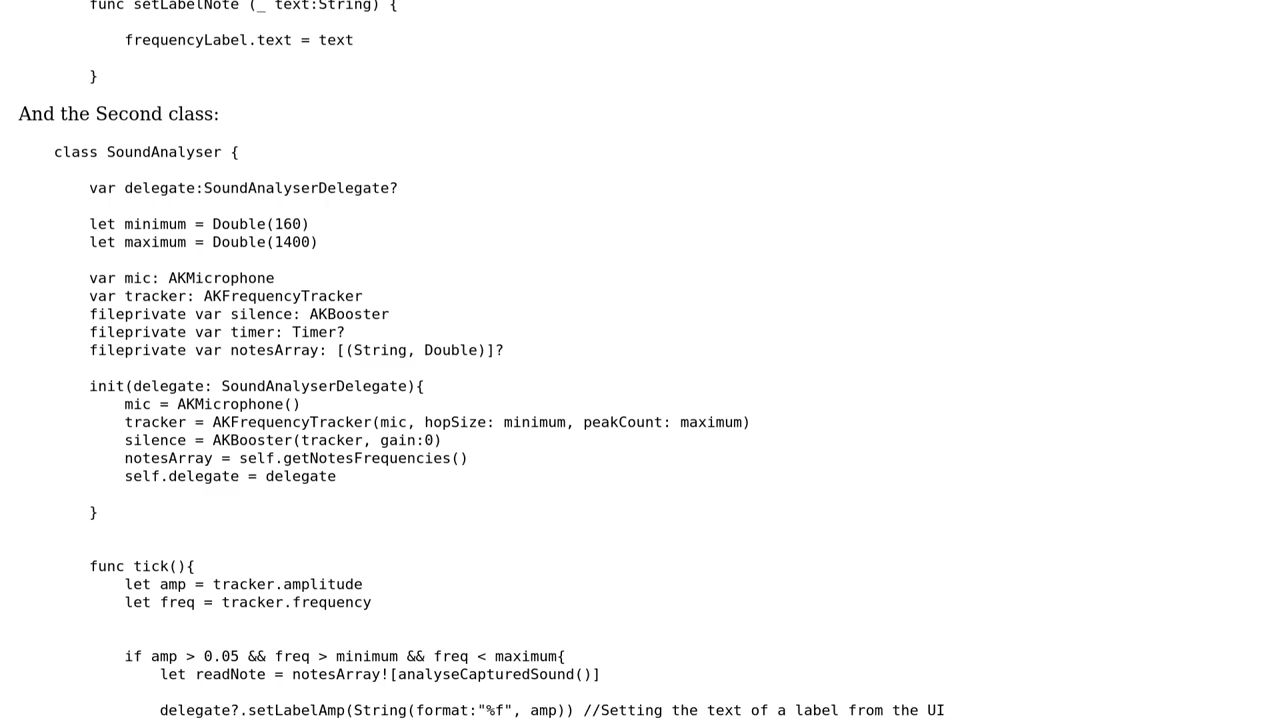 func setLabelNote (_ text:String) {
frequencyLabel.text = text
}
And the Second class:
class SoundAnalyser {
var delegate:SoundAnalyserDelegate?
let minimum = Double(160)
let maximum = Double(1400)
var mic: AKMicrophone
var tracker: AKFrequencyTracker
fileprivate var silence: AKBooster
fileprivate var timer: Timer?
fileprivate var notesArray: [(String, Double)]?
init(delegate: SoundAnalyserDelegate){
mic = AKMicrophone()
tracker = AKFrequencyTracker(mic, hopSize: minimum, peakCount: maximum)
silence = AKBooster(tracker, gain:0)
notesArray = self.getNotesFrequencies()
self.delegate = delegate
}
func tick(){
let amp = tracker.amplitude
let freq = tracker.frequency
if amp > 0.05 && freq > minimum && freq < maximum{
let readNote = notesArray![analyseCapturedSound()]
delegate?.setLabelAmp(String(format:"%f", amp)) //Setting the text of a label from the UI